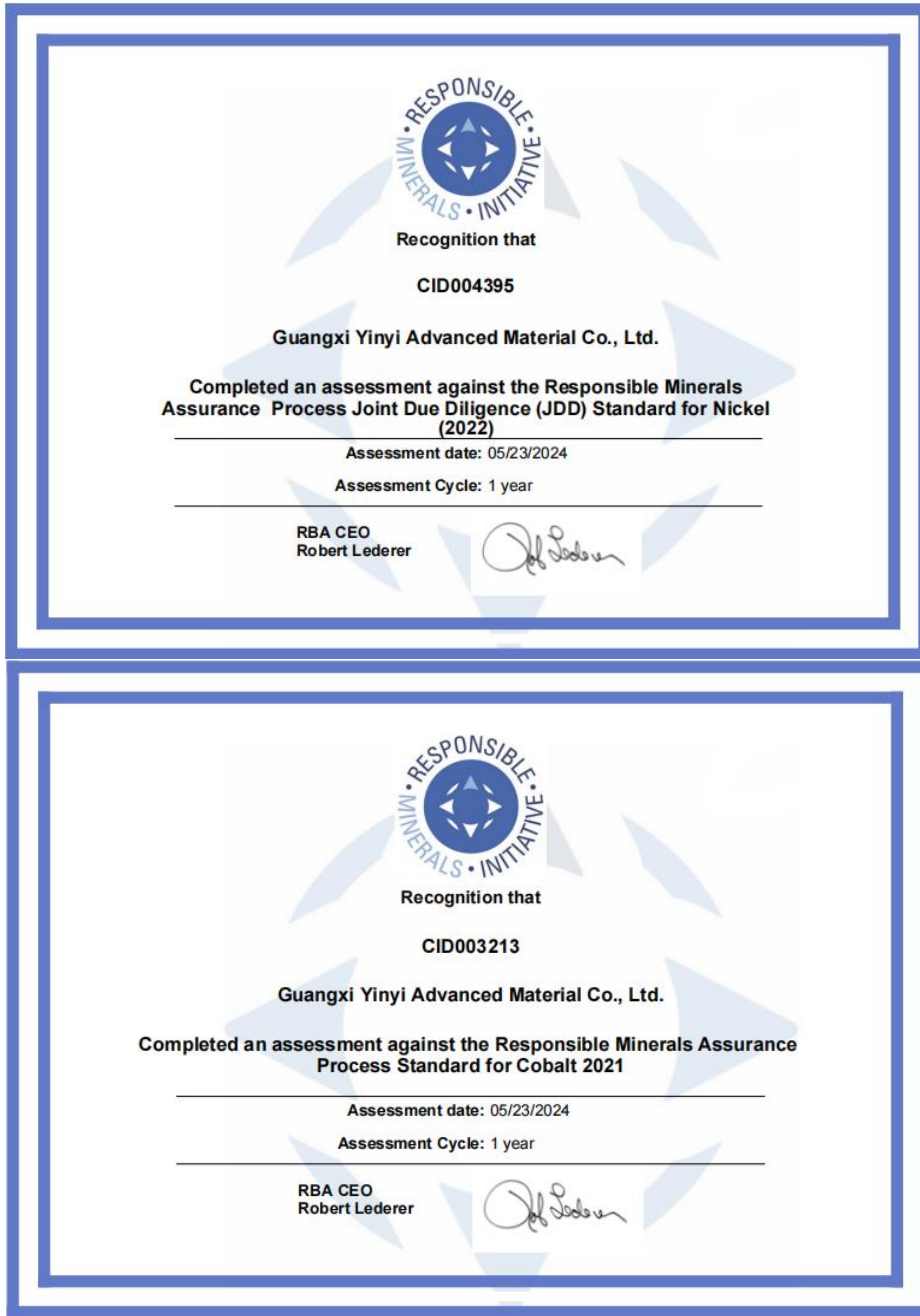 RESPONSIBLE
MINERALS • INITIATIVE
Recognition that
CID004395
Guangxi Yinyi Advanced Material Co., Ltd.
Completed an assessment against the Responsible Minerals
Assurance Process Joint Due Diligence (JDD) Standard for Nickel
(2022)
Assessment date: 05/23/2024
Assessment Cycle: 1 year
RBA CEO
Robert Lederer
RESPONSIBLE
MINERALS • INITIATIVE
Recognition that
CID003213
Guangxi Yinyi Advanced Material Co., Ltd.
Completed an assessment against the Responsible Minerals Assurance
Process Standard for Cobalt 2021
Assessment date: 05/23/2024
Assessment Cycle: 1 year
RBA CEO
Robert Lederer